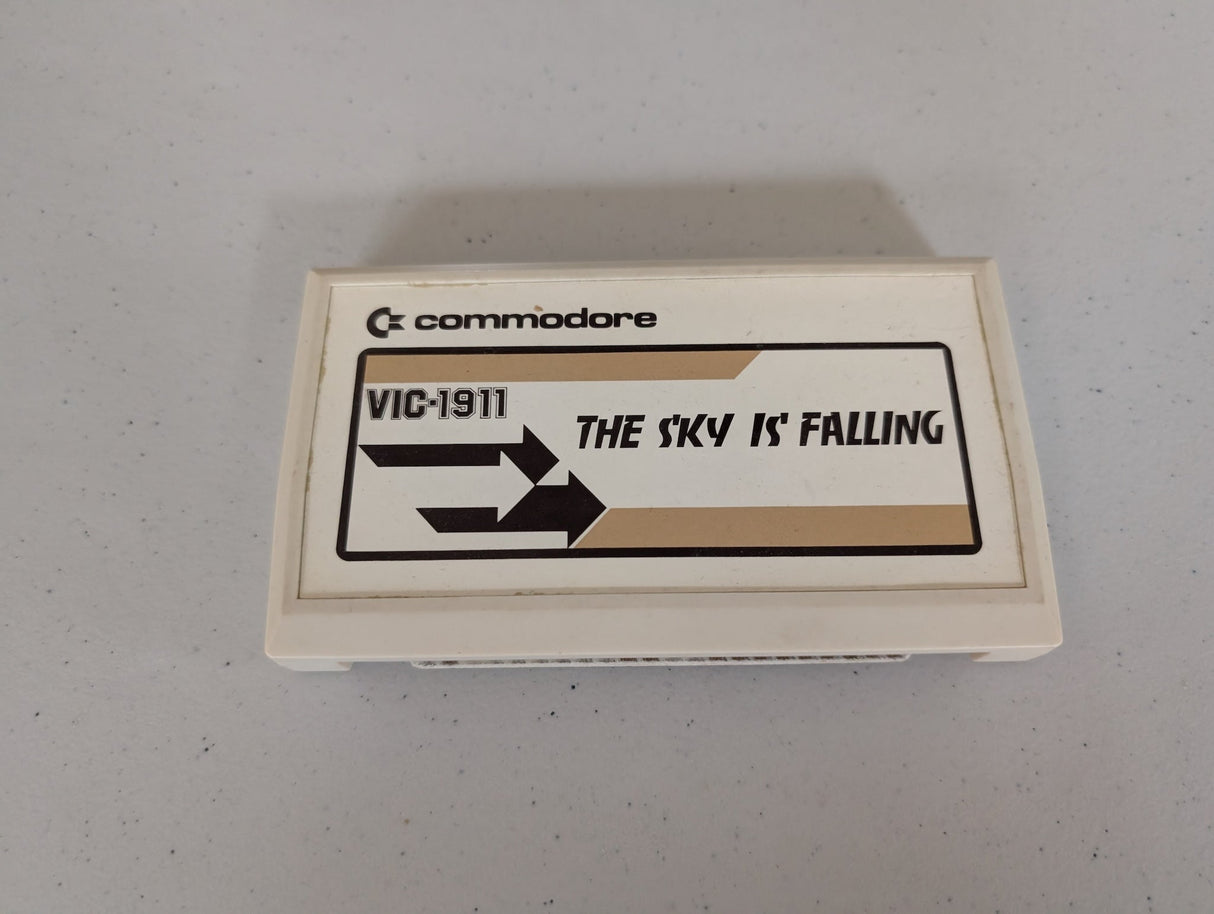 commodore
VIC-1911
THE SKY IS FALLING